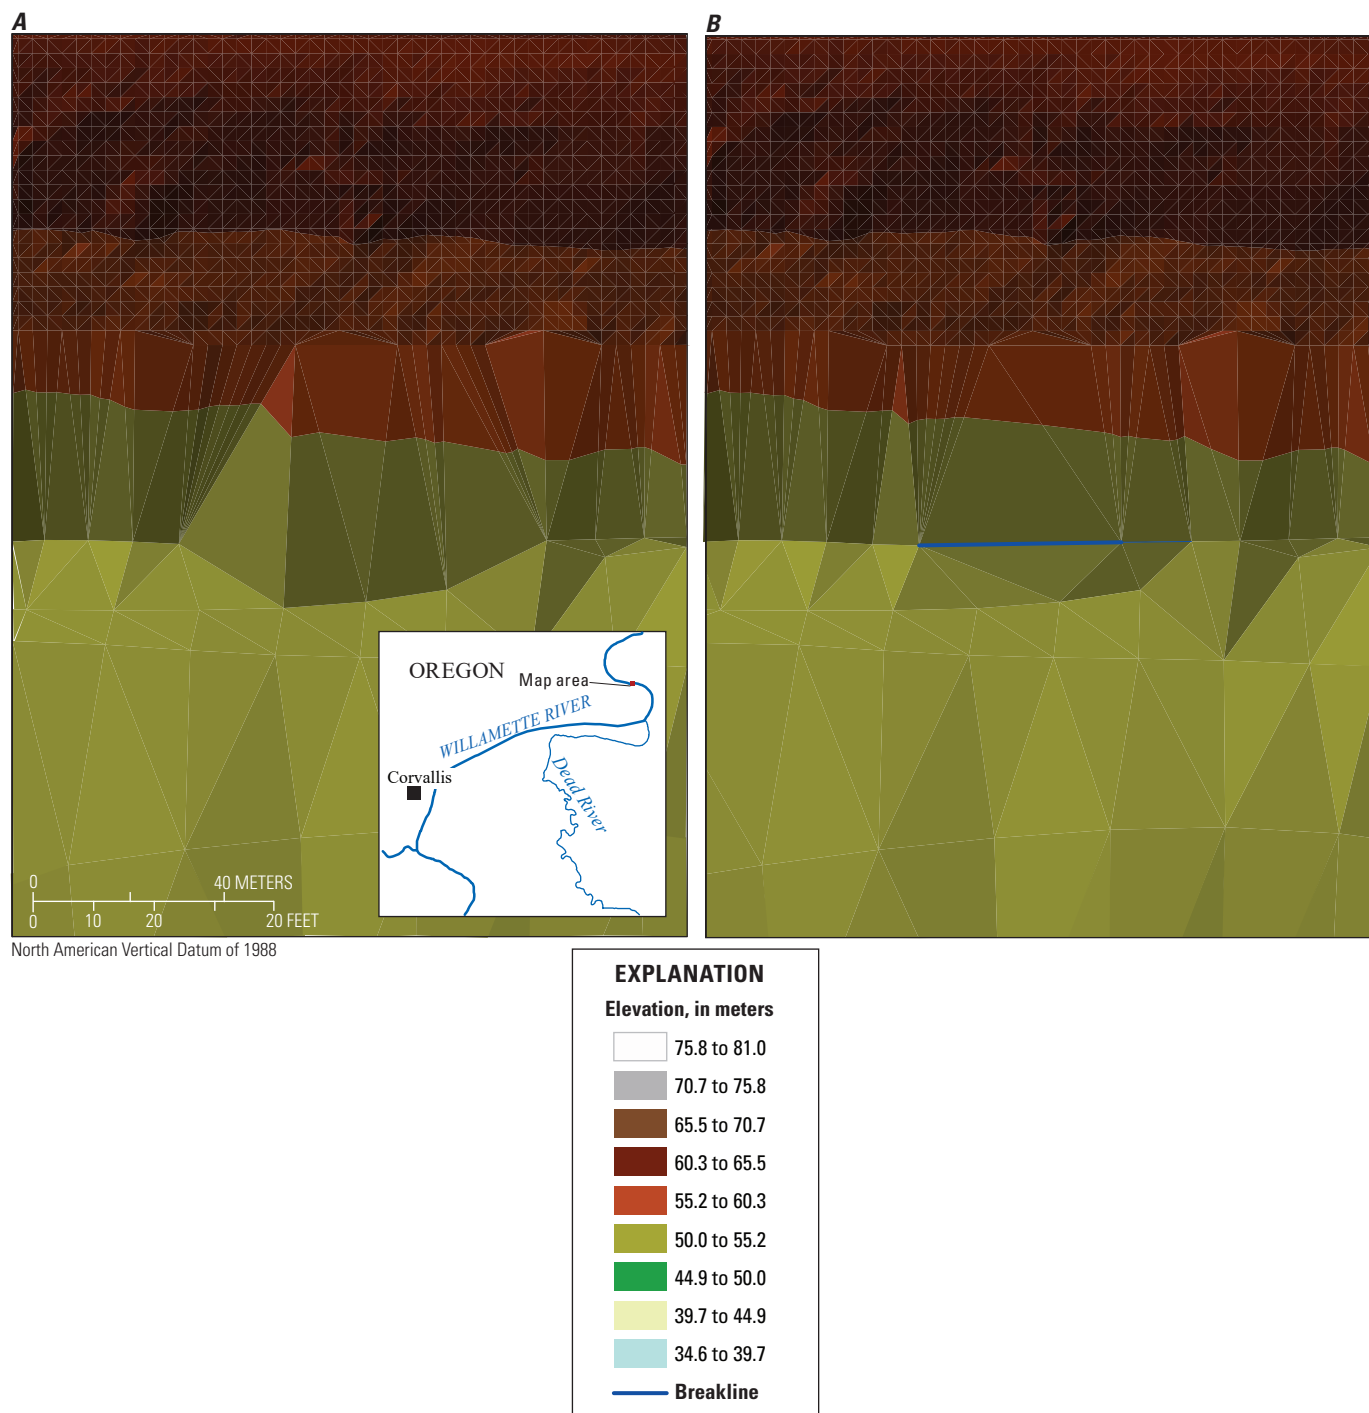 A
B
OREGON
Map area
WILLAMETTE RIVER
Corvallis
Dead River
0 40 METERS
0 10 20 20 FEET
North American Vertical Datum of 1988
EXPLANATION
Elevation, in meters
75.8 to 81.0
70.7 to 75.8
65.5 to 70.7
60.3 to 65.5
55.2 to 60.3
50.0 to 55.2
44.9 to 50.0
39.7 to 44.9
34.6 to 39.7
Breakline